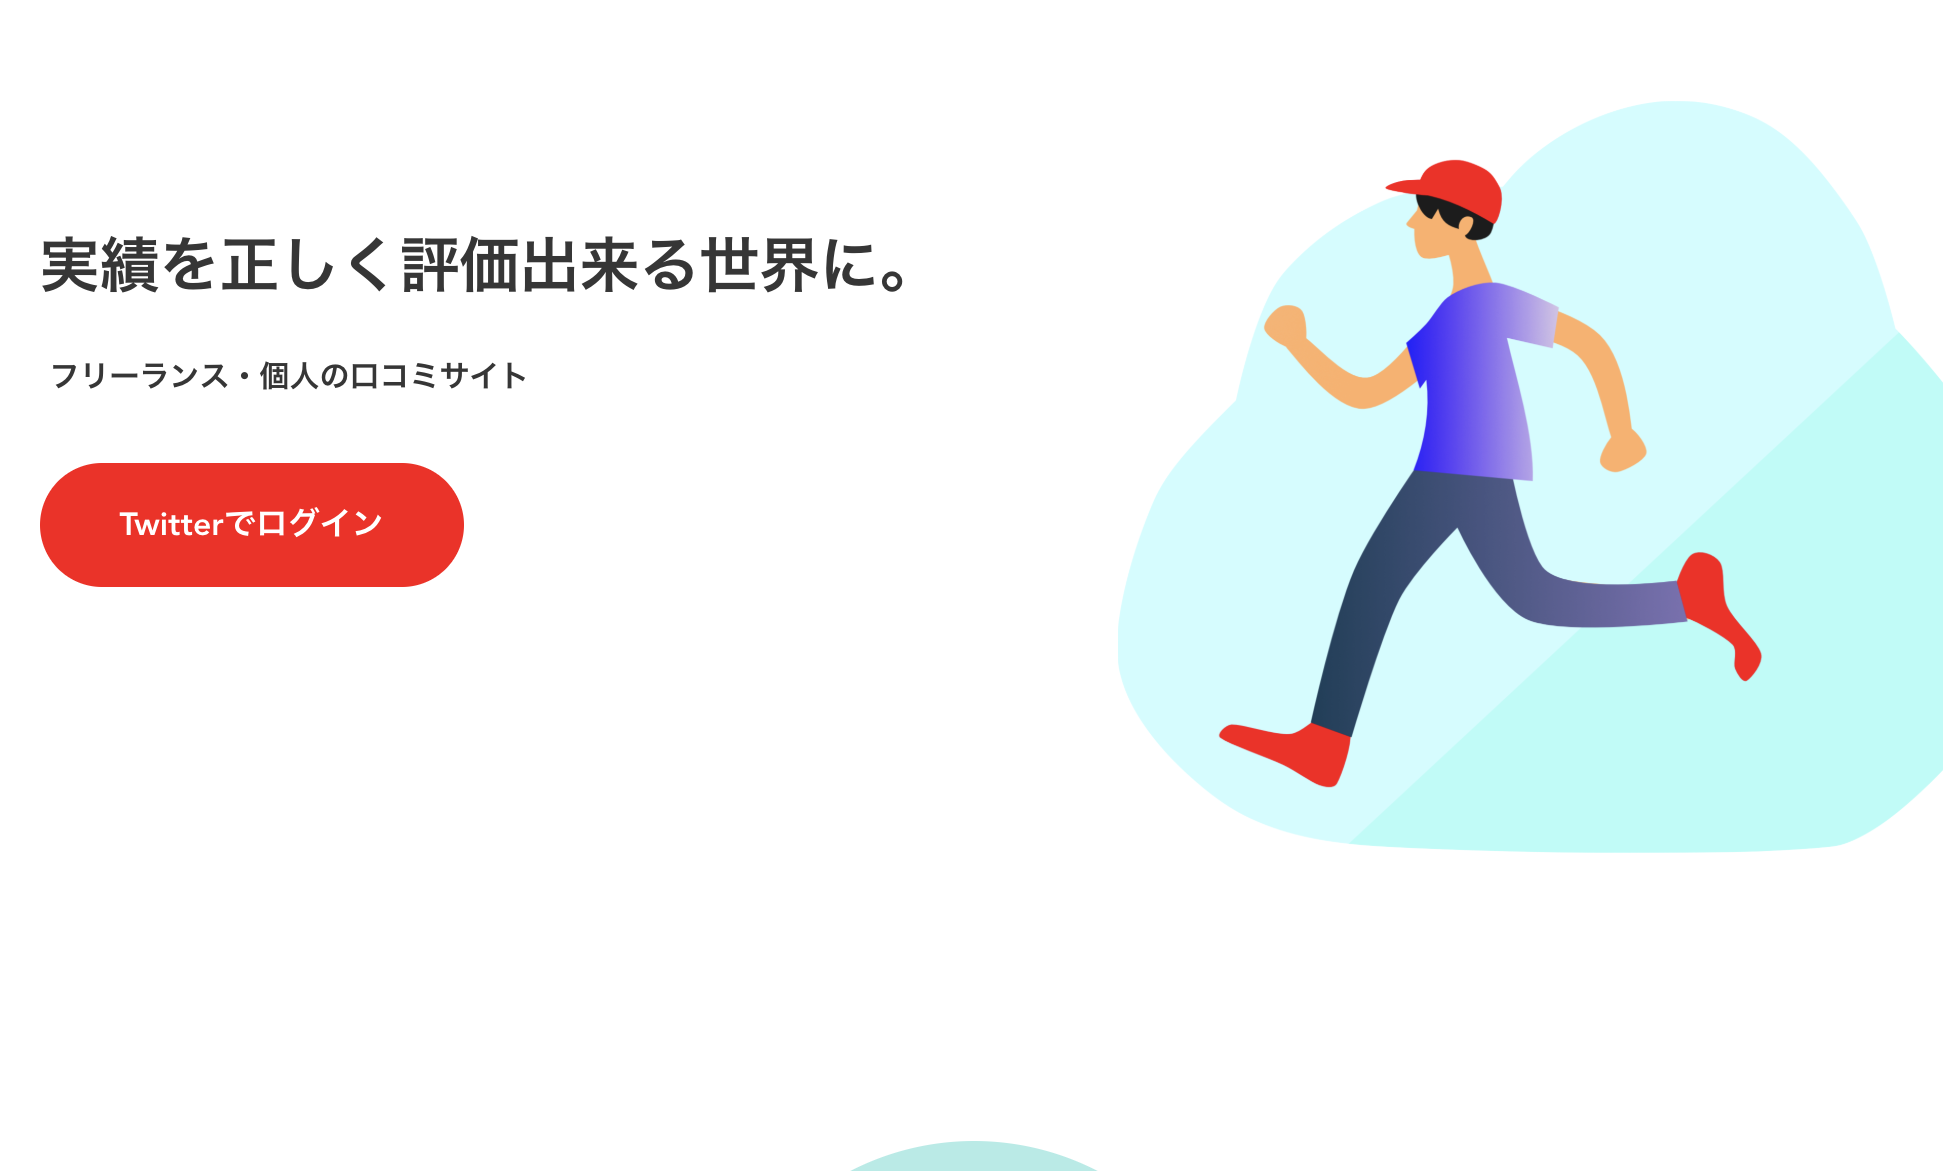 実績を正しく評価出来る世界に。
フリーランス・個人の口コミサイト
Twitterでログイン